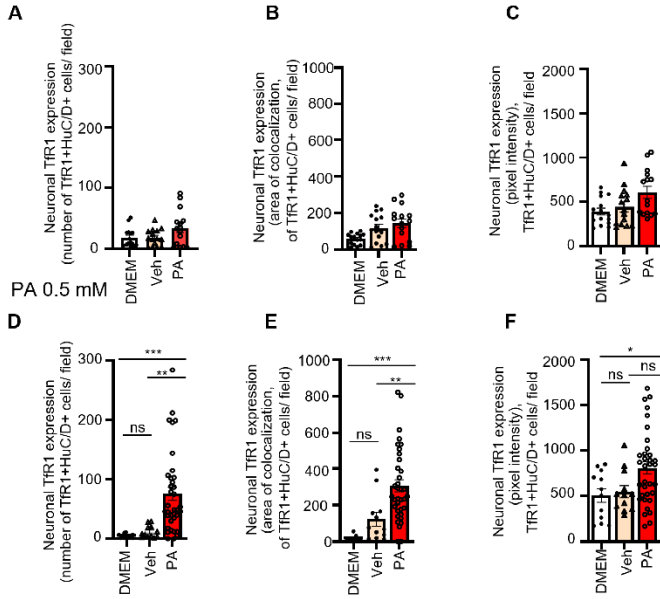 A
Neuronal TfR1 expression
(number of TfR1+HuC/D+ cells/ field)
300
200
100
0
DMEM
Veh
PA
B
Neuronal TfR1 expression
(area of colocalization,
of TfR1+HuC/D+ cells/ field)
1000
800
600
400
200
0
DMEM
Veh
PA
C
Neuronal TfR1 expression
(pixel intensity),
TfR1+HuC/D+ cells/ field
2000
1500
1000
500
0
DMEM
Veh
PA
PA 0.5 mM
D
Neuronal TfR1 expression
(number of TfR1+HuC/D+ cells/ field)
300
200
100
0
***
**
ns
DMEM
Veh
PA
E
Neuronal TfR1 expression
(area of colocalization,
of TfR1+HuC/D+ cells/ field)
1000
800
600
400
200
0
***
**
ns
DMEM
Veh
PA
F
Neuronal TfR1 expression
(pixel intensity),
TfR1+HuC/D+ cells/ field
2000
1500
1000
500
0
*
ns
ns
DMEM
Veh
PA